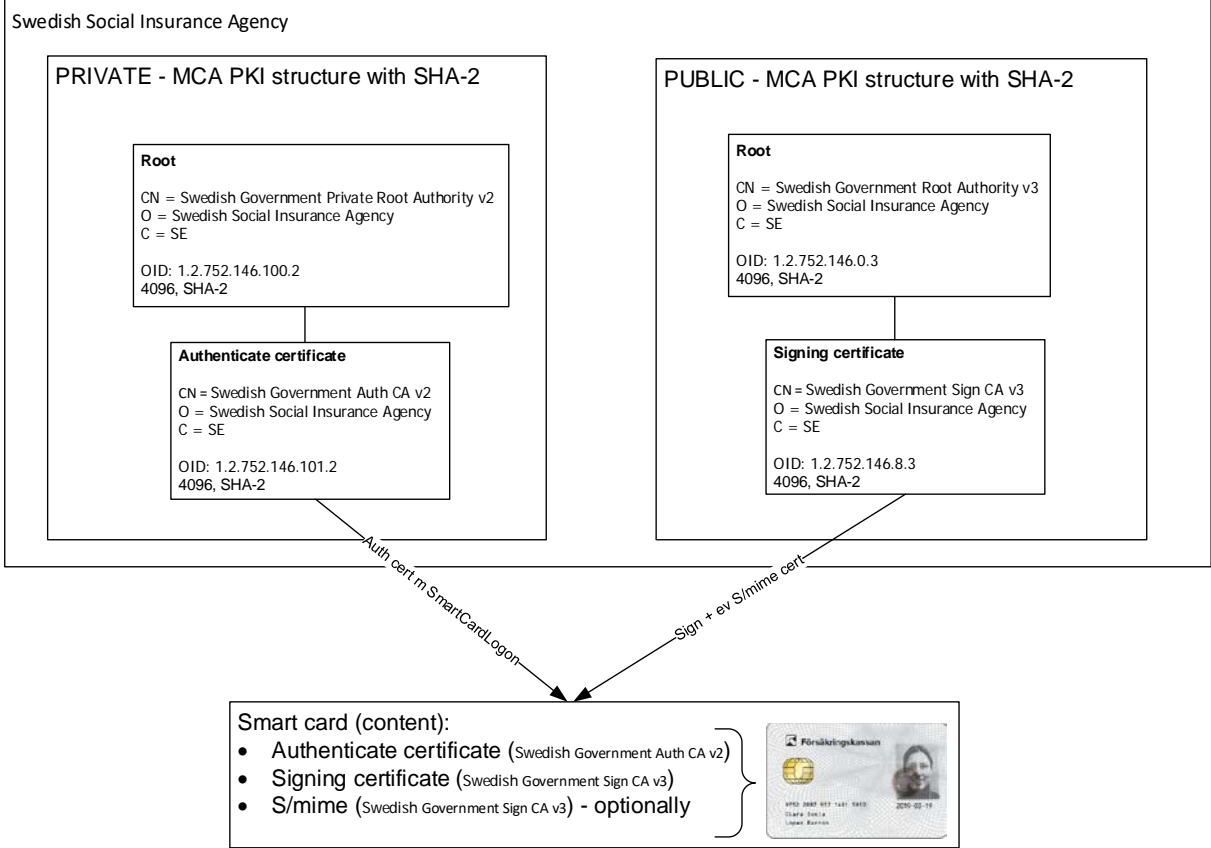 Swedish Social Insurance Agency
PRIVATE - MCA PKI structure with SHA-2
Root
CN = Swedish Government Private Root Authority v2
O = Swedish Social Insurance Agency
C = SE
OID: 1.2.752.146.100.2
4096, SHA-2
Authenticate certificate
CN = Swedish Government Auth CA v2
O = Swedish Social Insurance Agency
C = SE
OID: 1.2.752.146.101.2
4096, SHA-2
PUBLIC - MCA PKI structure with SHA-2
Root
CN = Swedish Government Root Authority v3
O = Swedish Social Insurance Agency
C = SE
OID: 1.2.752.146.0.3
4096, SHA-2
Signing certificate
CN = Swedish Government Sign CA v3
O = Swedish Social Insurance Agency
C = SE
OID: 1.2.752.146.8.3
4096, SHA-2
Auth cert m SmartCardLogon
Sign + ev S/mime cert
Smart card (content):
• Authenticate certificate (Swedish Government Auth CA v2)
• Signing certificate (Swedish Government Sign CA v3)
• S/mime (Swedish Government Sign CA v3) - optionally
Försäkringskassan